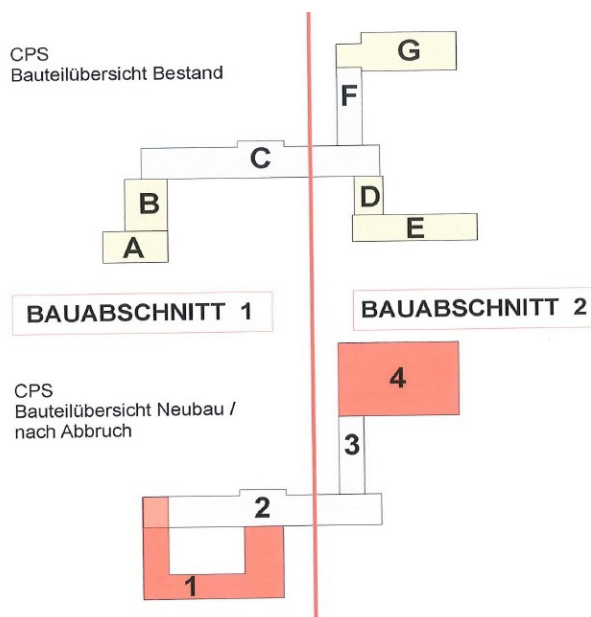 CPS
Bauteilübersicht Bestand
G
F
C
B
D
A
E
BAUABSCHNITT 1
BAUABSCHNITT 2
4
CPS
Bauteilübersicht Neubau /
nach Abbruch
3
2
1